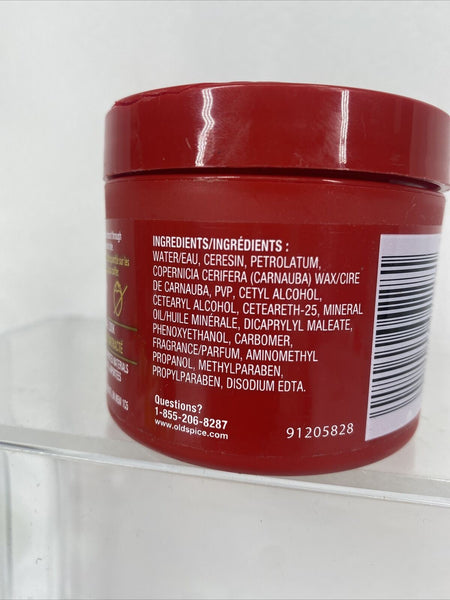 INGREDIENTS/INGRÉDIENTS :
WATER/EAU, CERESIN, PETROLATUM,
COPERNICIA CERIFERA (CARNAUBA) WAX/CIRE
DE CARNAUBA, PVP, CETYL ALCOHOL,
CETEARYL ALCOHOL, CETEARETH-25, MINERAL
OIL/HUILE MINÉRALE, DICAPRYLYL MALEATE,
PHENOXYETHANOL, CARBOMER,
FRAGRANCE/PARFUM, AMINOMETHYL
PROPANOL, METHYLPARABEN,
PROPYLPARABEN, DISODIUM EDTA.
Questions?
1-855-206-8287
www.oldspice.com
91205828